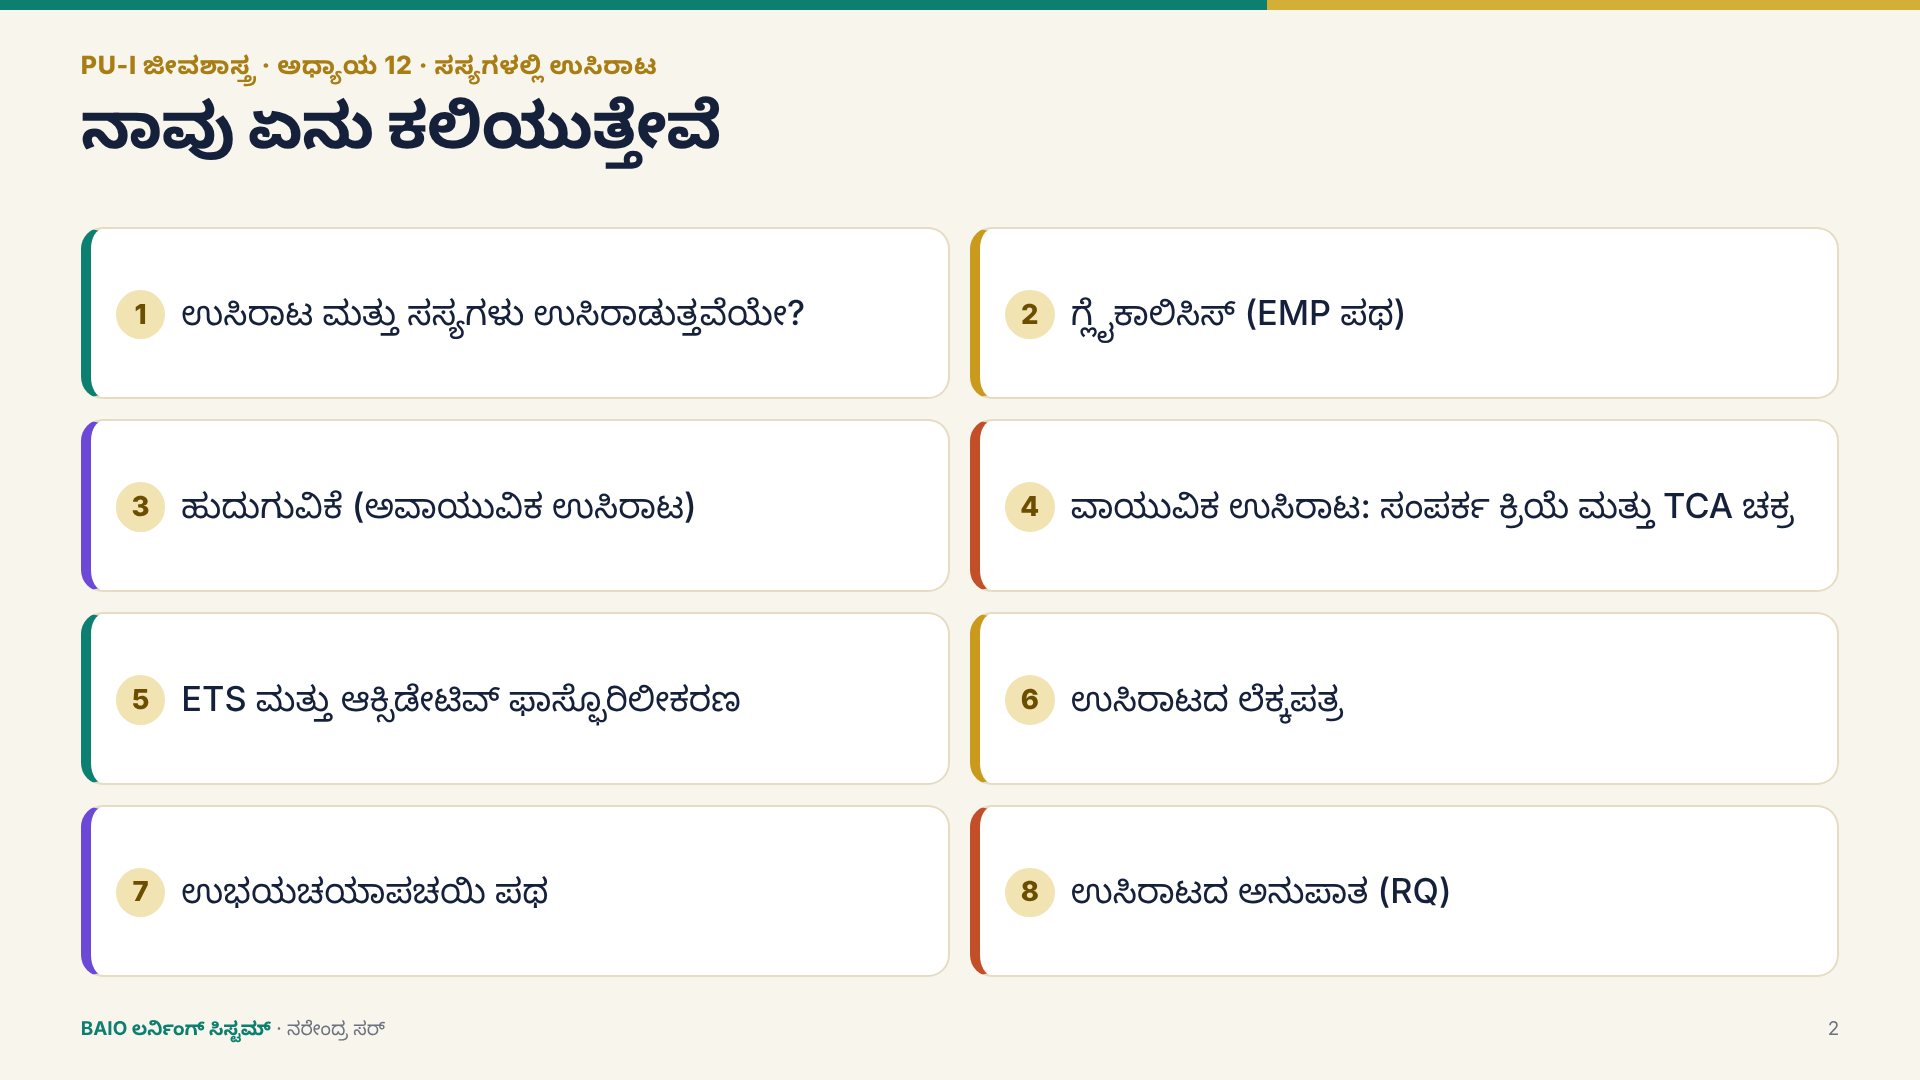 PU-I ಜೀವಶಾಸ್ತ್ರ · ಅಧ್ಯಾಯ 12 · ಸಸ್ಯಗಳಲ್ಲಿ ಉಸಿರಾಟ
ನಾವು ಏನು ಕಲಿಯುತ್ತೇವೆ
1 ಉಸಿರಾಟ ಮತ್ತು ಸಸ್ಯಗಳು ಉಸಿರಾಡುತ್ತವೆಯೇ?
2 ಗ್ಲೈಕಾಲಿಸಿಸ್ (EMP ಪಥ)
3 ಹುದುಗುವಿಕೆ (ಅವಾಯುವಿಕ ಉಸಿರಾಟ)
4 ವಾಯುವಿಕ ಉಸಿರಾಟ: ಸಂಪರ್ಕ ಕ್ರಿಯೆ ಮತ್ತು TCA ಚಕ್ರ
5 ETS ಮತ್ತು ಆಕ್ಸಿಡೇಟಿವ್ ಫಾಸ್ಫೊರಿಲೀಕರಣ
6 ಉಸಿರಾಟದ ಲೆಕ್ಕಪತ್ರ
7 ಉಭಯಚಯಾಪಚಯಿ ಪಥ
8 ಉಸಿರಾಟದ ಅನುಪಾತ (RQ)
BAIO ಲರ್ನಿಂಗ್ ಸಿಸ್ಟಮ್ · ನರೇಂದ್ರ ಸರ್
2